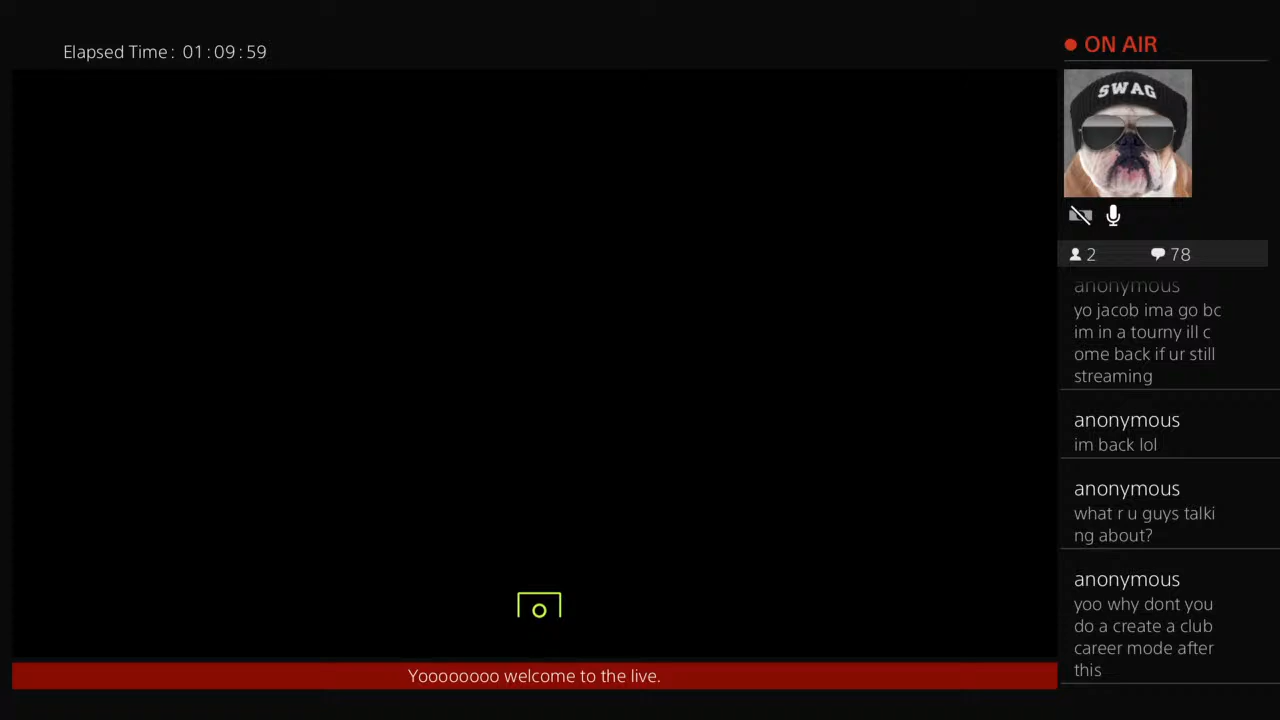 Elapsed Time: 01:09:59
ON AIR
SWAG
2
78
anonymous
yo jacob ima go bc
im in a tourny ill c
ome back if ur still
streaming
anonymous
im back lol
anonymous
what r u guys talki
ng about?
anonymous
yoo why dont you
do a create a club
career mode after
this
Yoooooooo welcome to the live.